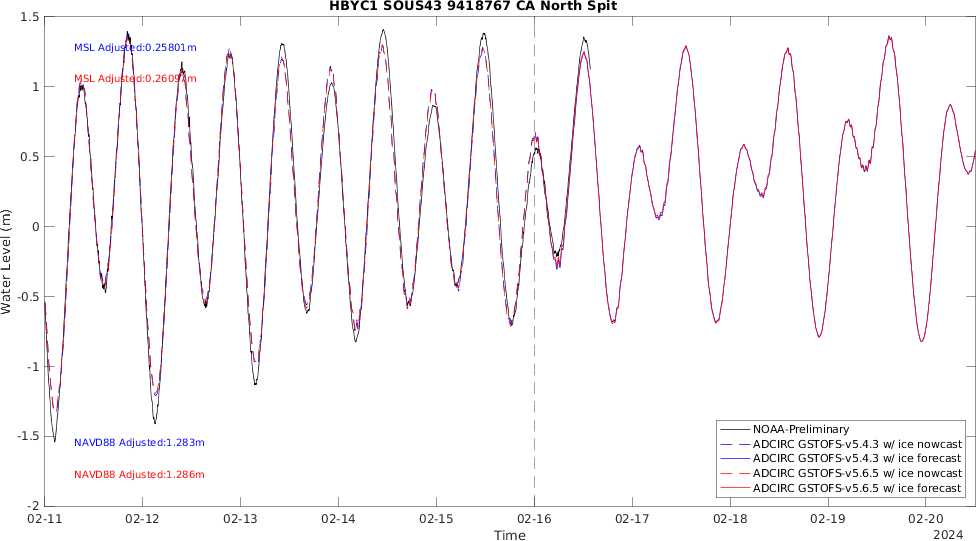 HBYC1 SOUS43 9418767 CA North Spit
1.5
1
0.5
0
-0.5
-1
-1.5
-2
Water Level (m)
MSL Adjusted:0.25801m
MSL Adjusted:0.26097m
NAVD88 Adjusted:1.283m
NAVD88 Adjusted:1.286m
NOAA-Preliminary
ADCIRC GSTOFS-v5.4.3 w/ ice nowcast
ADCIRC GSTOFS-v5.4.3 w/ ice forecast
ADCIRC GSTOFS-v5.6.5 w/ ice nowcast
ADCIRC GSTOFS-v5.6.5 w/ ice forecast
02-11 02-12 02-13 02-14 02-15 02-16 02-17 02-18 02-19 02-20
Time
2024